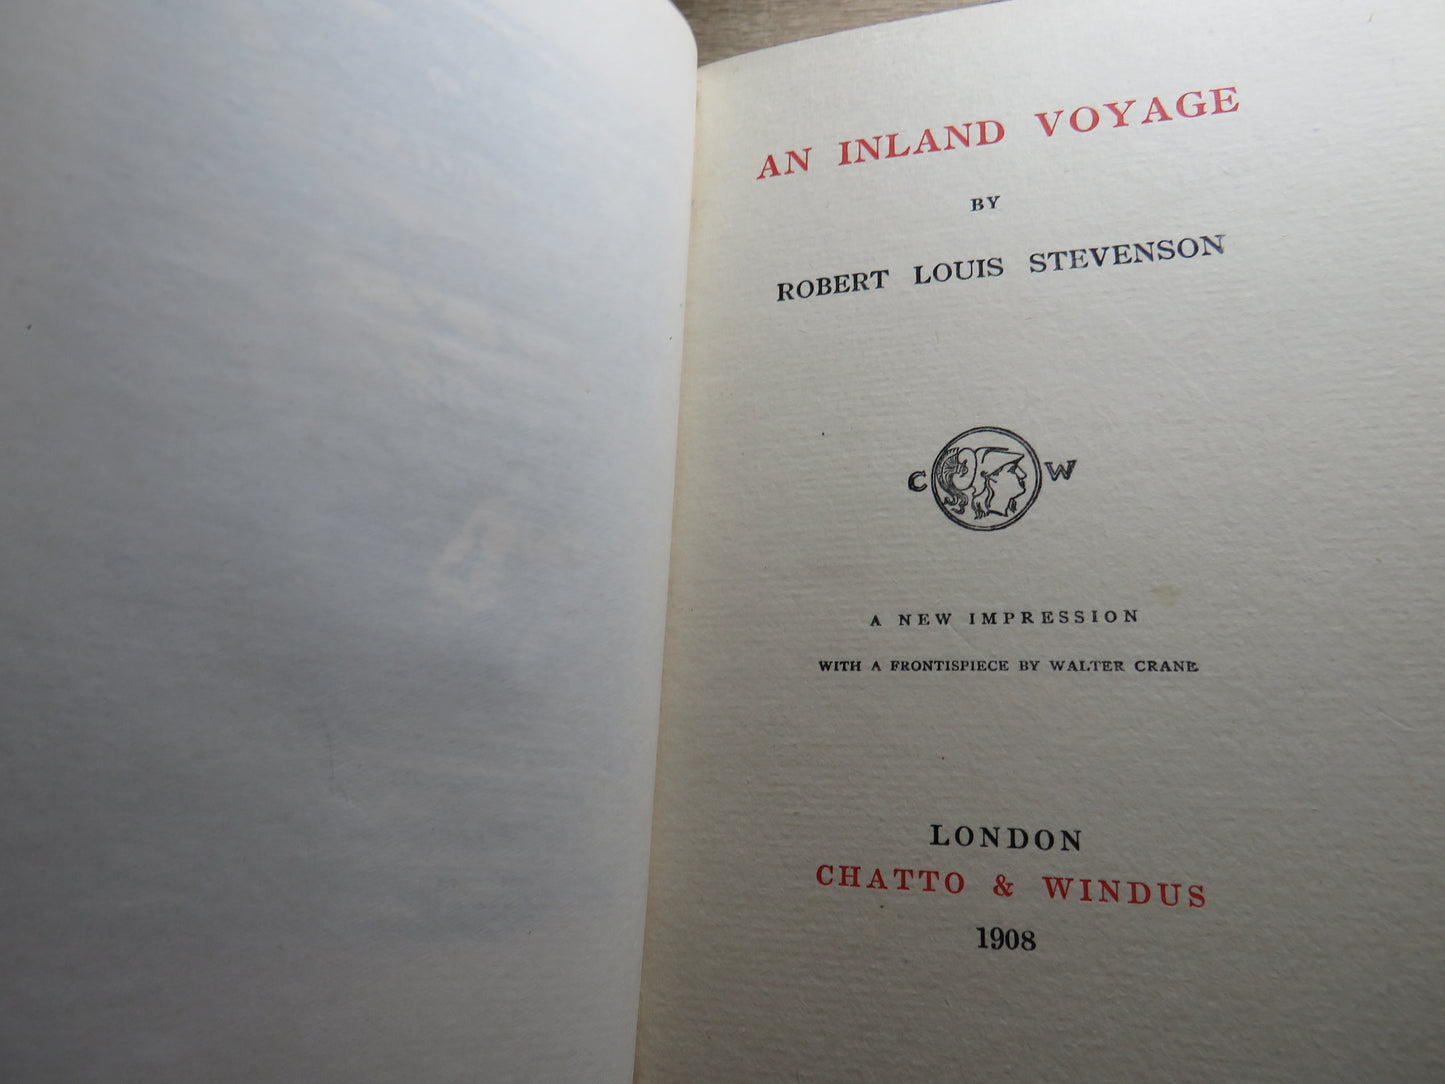 AN INLAND VOYAGE
BY
ROBERT LOUIS STEVENSON
C W
A NEW IMPRESSION
WITH A FRONTISPIECE BY WALTER CRANE
LONDON
CHATTO & WINDUS
1908